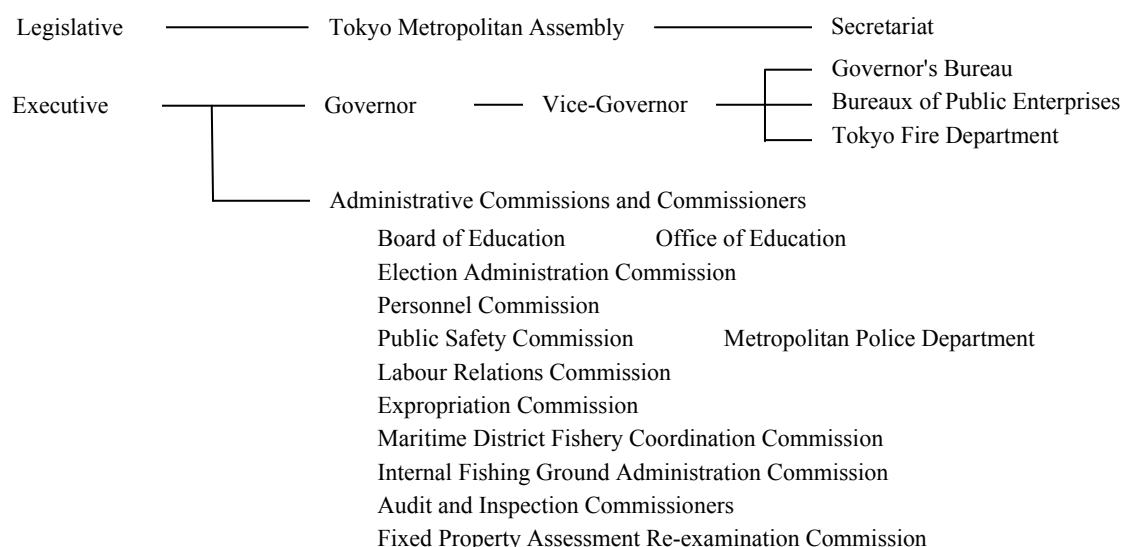 Legislative Tokyo Metropolitan Assembly Secretariat
Governor's Bureau
Executive Governor Vice-Governor Bureaux of Public Enterprises
Tokyo Fire Department
Administrative Commissions and Commissioners
Board of Education Office of Education
Election Administration Commission
Personnel Commission
Public Safety Commission Metropolitan Police Department
Labour Relations Commission
Expropriation Commission
Maritime District Fishery Coordination Commission
Internal Fishing Ground Administration Commission
Audit and Inspection Commissioners
Fixed Property Assessment Re-examination Commission